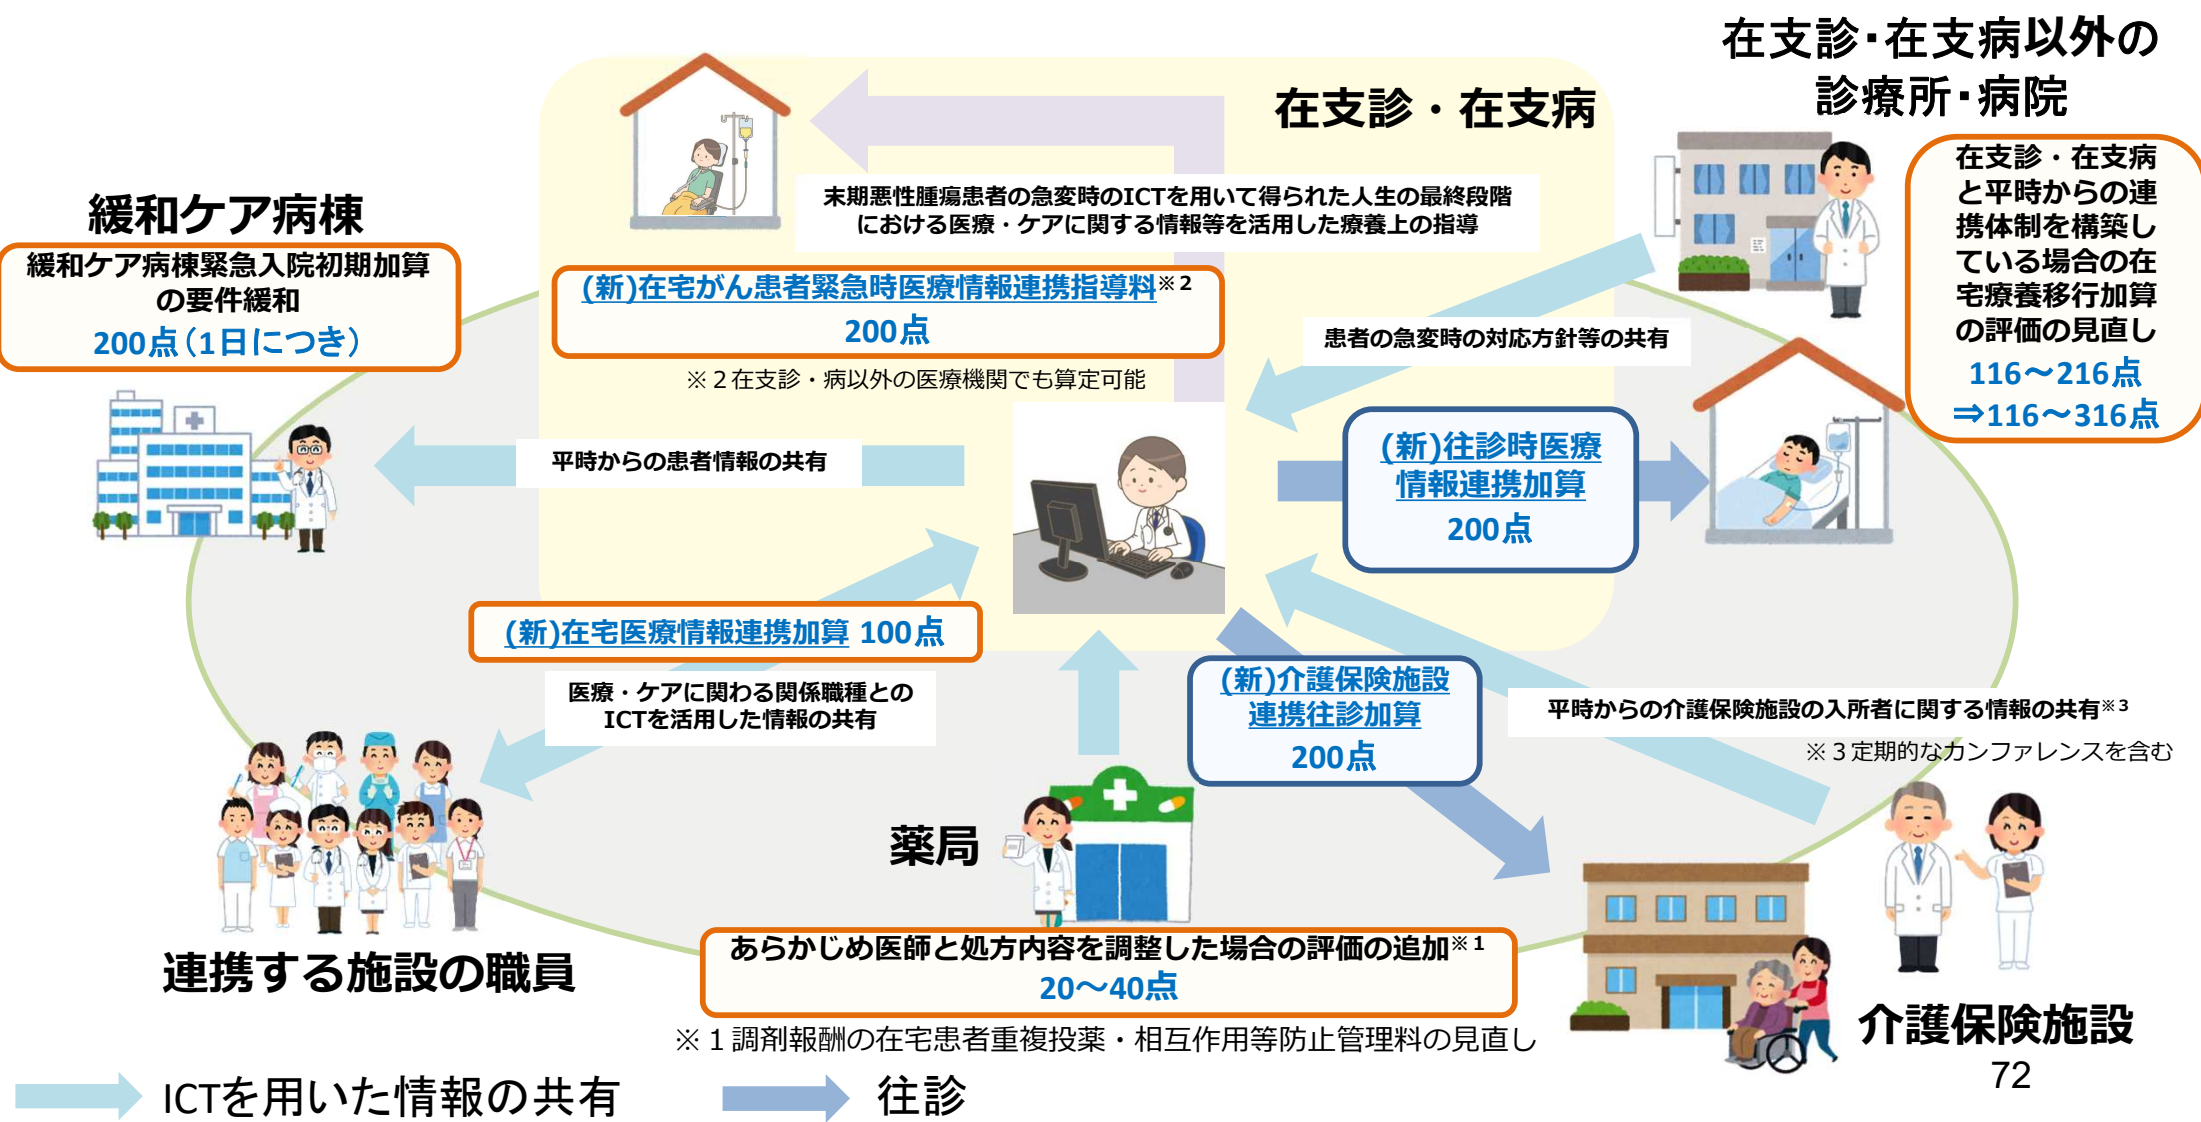 在支診・在支病以外の
診療所・病院
在支診・在支病
と平時からの連
携体制を構築し
ている場合の在
宅療養移行加算
の評価の見直し
116～216点
⇒116～316点
在支診・在支病
末期悪性腫瘍患者の急変時のICTを用いて得られた人生の最終段階
における医療・ケアに関する情報等を活用した療養上の指導
緩和ケア病棟
緩和ケア病棟緊急入院初期加算
の要件緩和
200点（1日につき）
(新)在宅がん患者緊急時医療情報連携指導料※2
200点
※２在支診・病以外の医療機関でも算定可能
患者の急変時の対応方針等の共有
平時からの患者情報の共有
(新)往診時医療
情報連携加算
200点
(新)在宅医療情報連携加算 100点
医療・ケアに関わる関係職種との
ICTを活用した情報の共有
(新)介護保険施設
連携往診加算
200点
平時からの介護保険施設の入所者に関する情報の共有※3
※３定期的なカンファレンスを含む
薬局
連携する施設の職員
あらかじめ医師と処方内容を調整した場合の評価の追加※1
20～40点
※１調剤報酬の在宅患者重複投薬・相互作用等防止管理料の見直し
介護保険施設
72
ICTを用いた情報の共有
往診